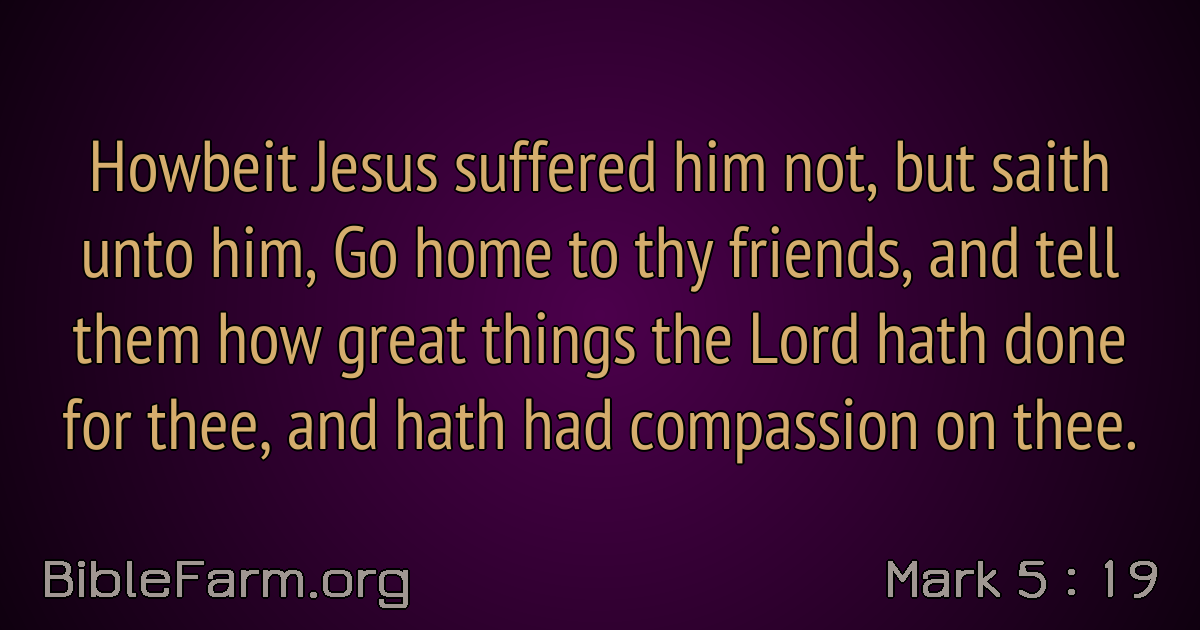 Howbeit Jesus suffered him not, but saith
unto him, Go home to thy friends, and tell
them how great things the Lord hath done
for thee, and hath had compassion on thee.
BibleFarm.org
Mark 5 : 19